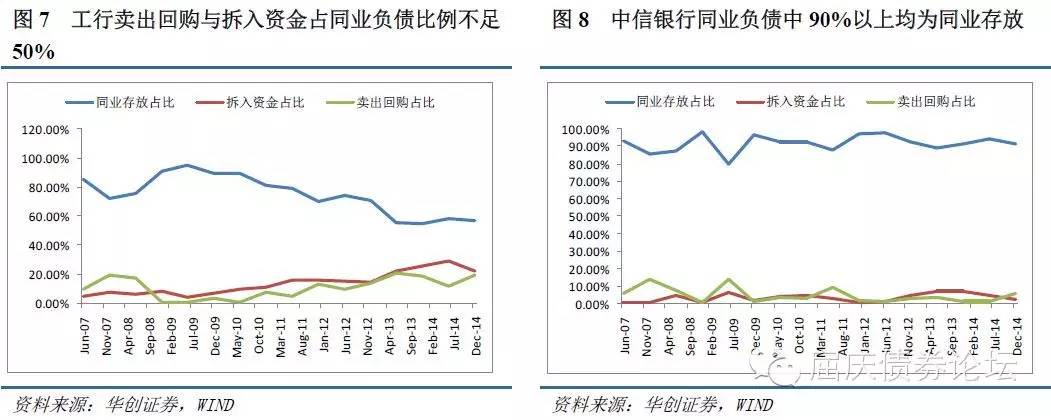 图 7 工行卖出回购与拆入资金占同业负债比例不足
50%
同业存放占比 拆入资金占比 卖出回购占比
120.00%
100.00%
80.00%
60.00%
40.00%
20.00%
0.00%
Jun-07 Nov-07 Apr-08 Sep-08 Feb-09 Jul-09 Dec-09 May-10 Oct-10 Mar-11 Aug-11 Jan-12 Jun-12 Nov-12 Apr-13 Sep-13 Feb-14 Jul-14 Dec-14
资料来源：华创证券，WIND
图 8 中信银行同业负债中 90%以上均为同业存放
同业存放占比 拆入资金占比 卖出回购占比
100.00%
90.00%
80.00%
70.00%
60.00%
50.00%
40.00%
30.00%
20.00%
10.00%
0.00%
Jun-07 Nov-07 Apr-08 Sep-08 Feb-09 Jul-09 Dec-09 May-10 Oct-10 Mar-11 Aug-11 Jan-12 Jun-12 Nov-12 Apr-13 Sep-13 Feb-14 Jul-14 Dec-14
屈庆债券论坛
资料来源：华创证券，WIND